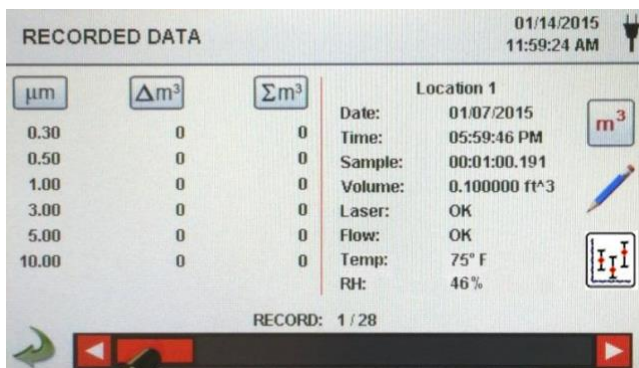 RECORDED DATA
01/14/2015
11:59:24 AM
µm Δm³ Σm³
0.30 0 0
0.50 0 0
1.00 0 0
3.00 0 0
5.00 0 0
10.00 0 0
Location 1
Date: 01/07/2015
Time: 05:59:46 PM
Sample: 00:01:00.191
Volume: 0.100000 ft^3
Laser: OK
Flow: OK
Temp: 75° F
RH: 46%
m³
RECORD: 1 / 28